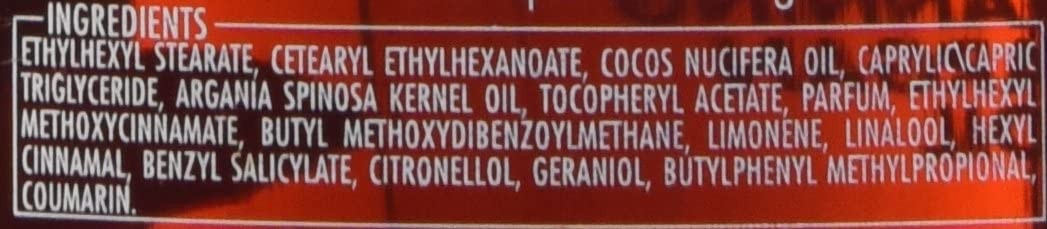 INGREDIENTS
ETHYLHEXYL STEARATE, CETEARYL ETHYLHEXANOATE, COCOS NUCIFERA OIL, CAPRYLIC\CAPRIC
TRIGLYCERIDE, ARGANIA SPINOSA KERNEL OIL, TOCOPHERYL ACETATE, PARFUM, ETHYLHEXYL
METHOXYCINNAMATE, BUTYL METHOXYDIBENZOYLMETHANE, LIMONENE, LINALOOL, HEXYL
CINNAMAL, BENZYL SALICYLATE, CITRONELLOL, GERANIOL, BUTYLPHENYL METHYLPROPIONAL,
COUMARIN.